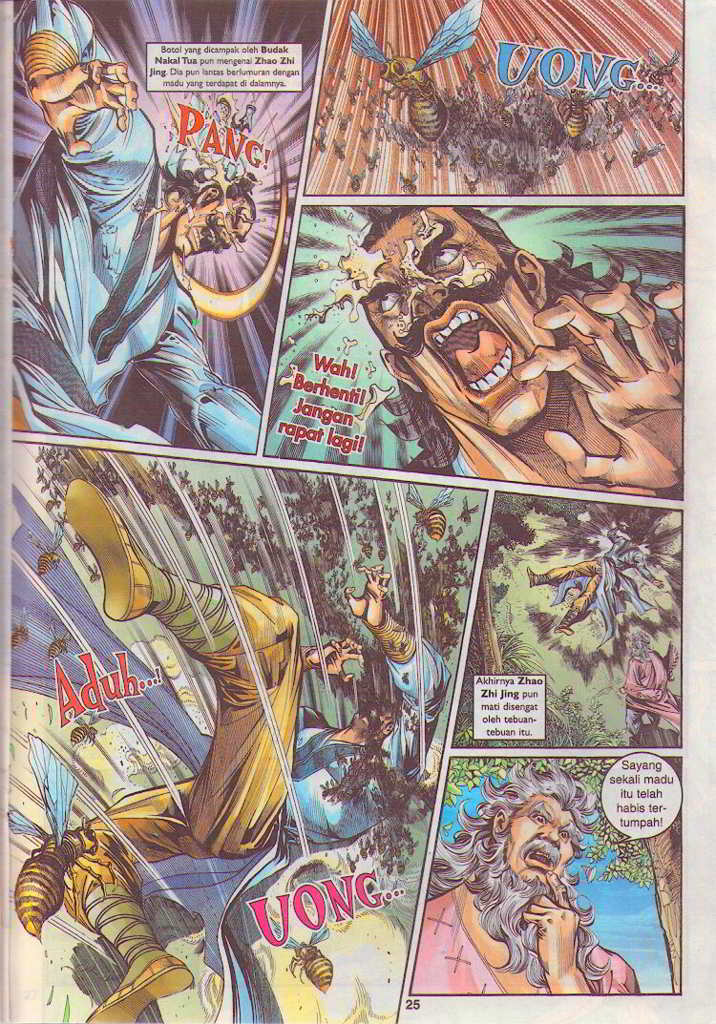 Botol yang dicampak oleh Budak
Nakal Tua pun mengenai Zhao Zhi
Jing. Dia pun lantas berlumuran dengan
madu yang terdapat di dalamnya.
PANG!
UONG...
Wah!
Berhenti!
Jangan
rapat lagi!
Aduh...!
UONG...
Akhirnya Zhao
Zhi Jing pun
mati disengat
oleh tebuan-
tebuan itu.
Sayang
sekali madu
itu telah
habis ter-
tumpah!
25